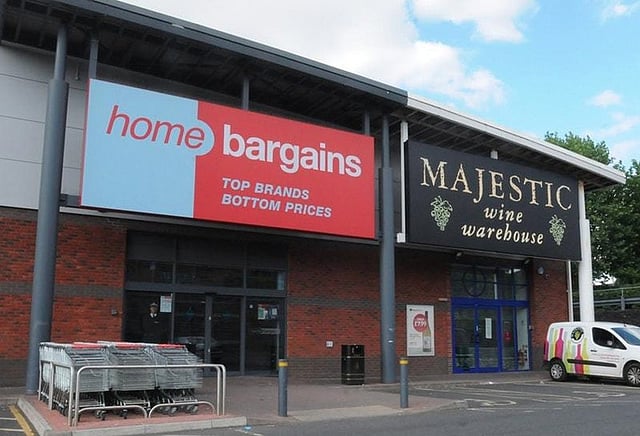 home bargains
TOP BRANDS
BOTTOM PRICES
MAJESTIC
wine
warehouse